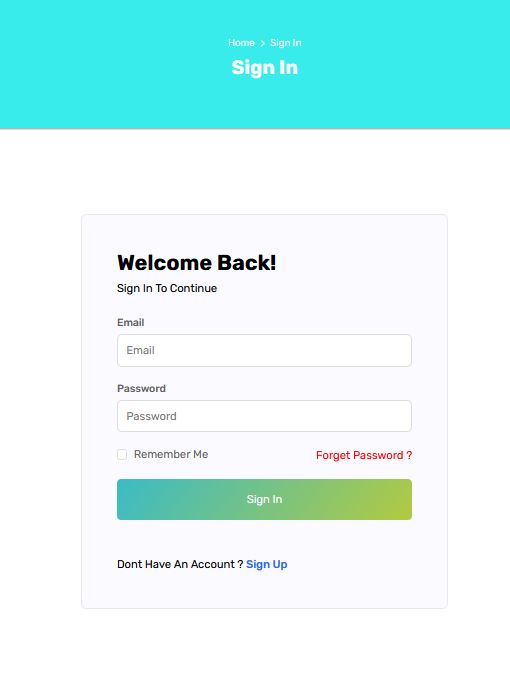 Home > Sign In
Sign In
Welcome Back!
Sign In To Continue
Email
Email
Password
Password
Remember Me Forget Password ?
Sign In
Dont Have An Account ? Sign Up